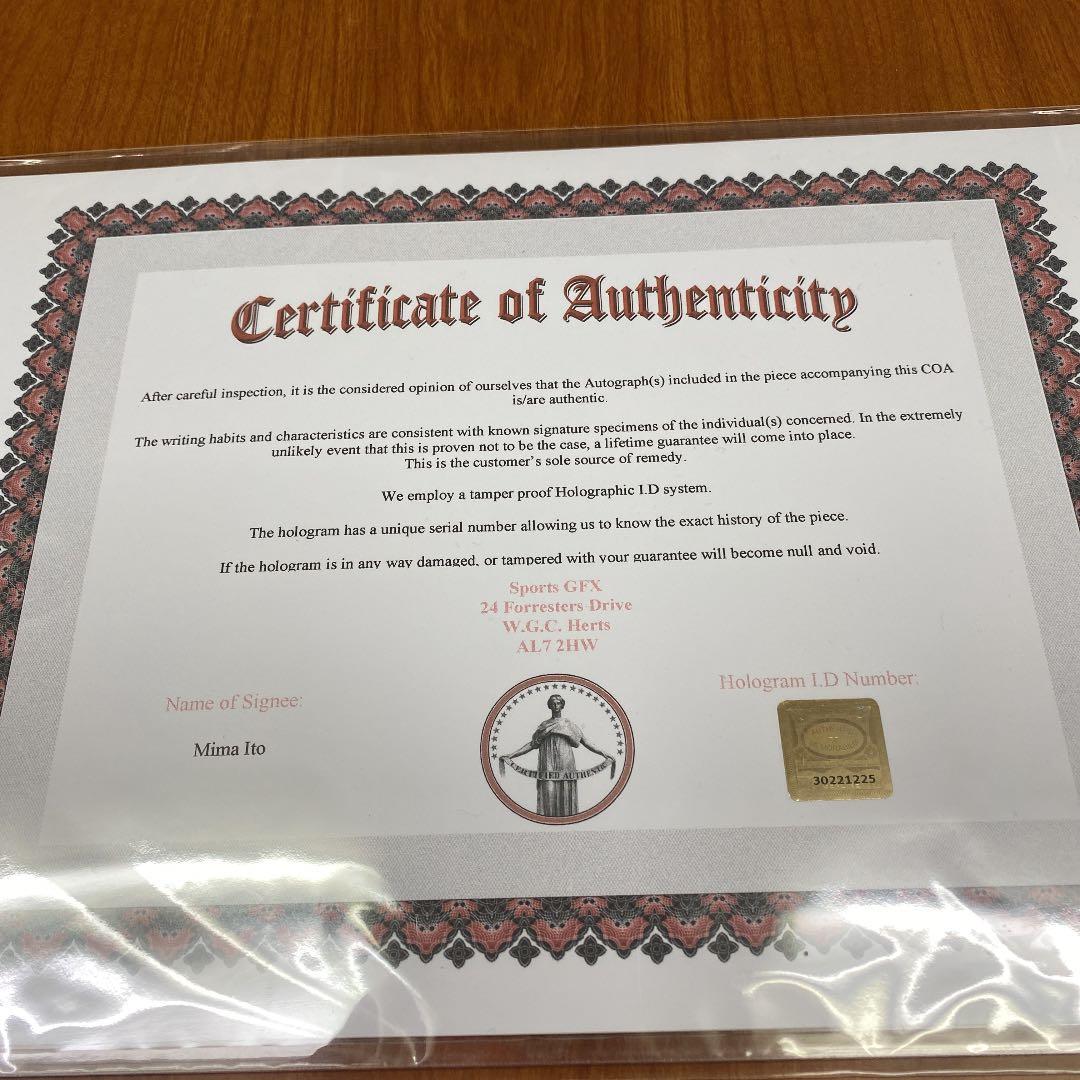 Certificate of Authenticity
After careful inspection, it is the considered opinion of ourselves that the Autograph(s) included in the piece accompanying this COA
is/are authentic.
The writing habits and characteristics are consistent with known signature specimens of the individual(s) concerned. In the extremely
unlikely event that this is proven not to be the case, a lifetime guarantee will come into place.
This is the customer's sole source of remedy.
We employ a tamper proof Holographic I.D system.
The hologram has a unique serial number allowing us to know the exact history of the piece.
If the hologram is in any way damaged, or tampered with your guarantee will become null and void.
Sports GFX
24 Forresters Drive
W.G.C. Herts
AL7 2HW
Name of Signee:
Mima Ito
CERTIFIED AUTHENTIC
Hologram I.D Number:
30221225